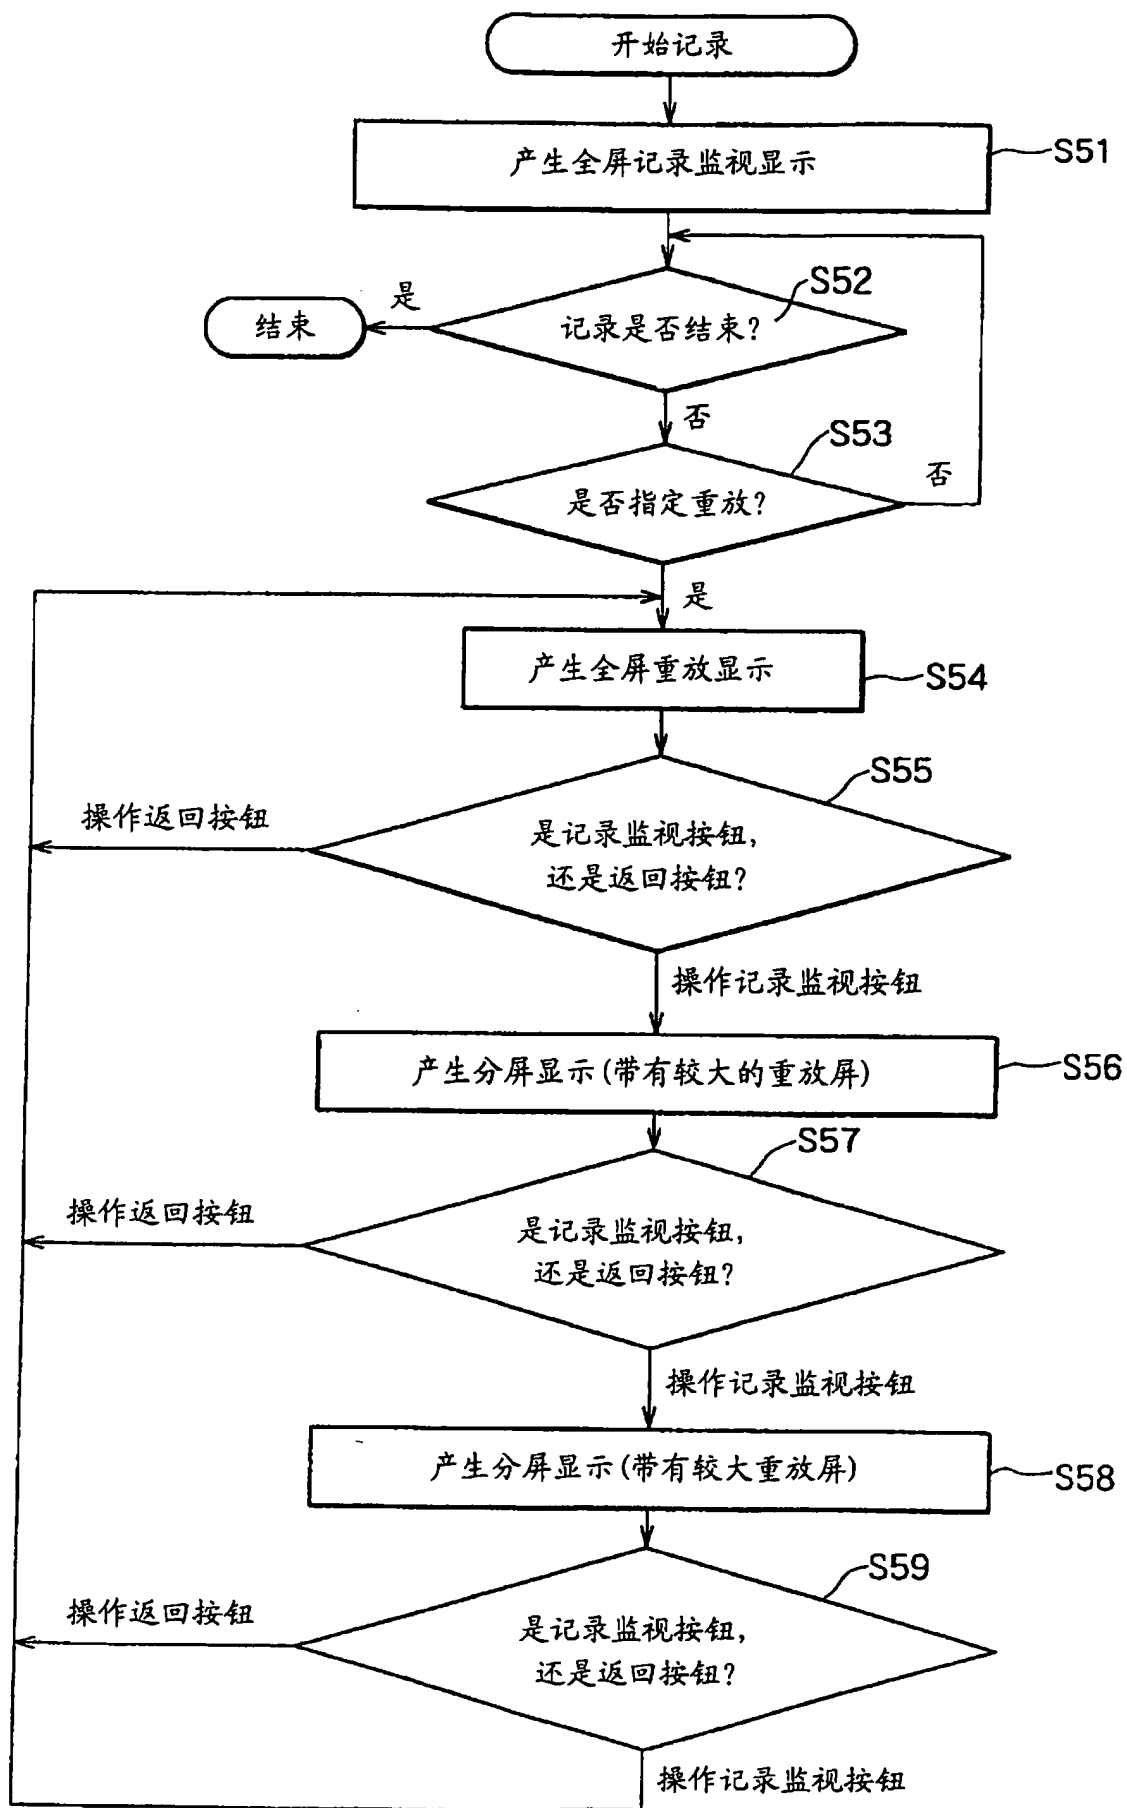 开始记录
产生全屏记录监视显示
S51
S52
是
结束
记录是否结束?
否
S53
否
是否指定重放?
是
产生全屏重放显示
S54
S55
操作返回按钮
是记录监视按钮,
还是返回按钮?
操作记录监视按钮
产生分屏显示(带有较大的重放屏)
S56
S57
操作返回按钮
是记录监视按钮,
还是返回按钮?
操作记录监视按钮
产生分屏显示(带有较大重放屏)
S58
S59
操作返回按钮
是记录监视按钮,
还是返回按钮?
操作记录监视按钮